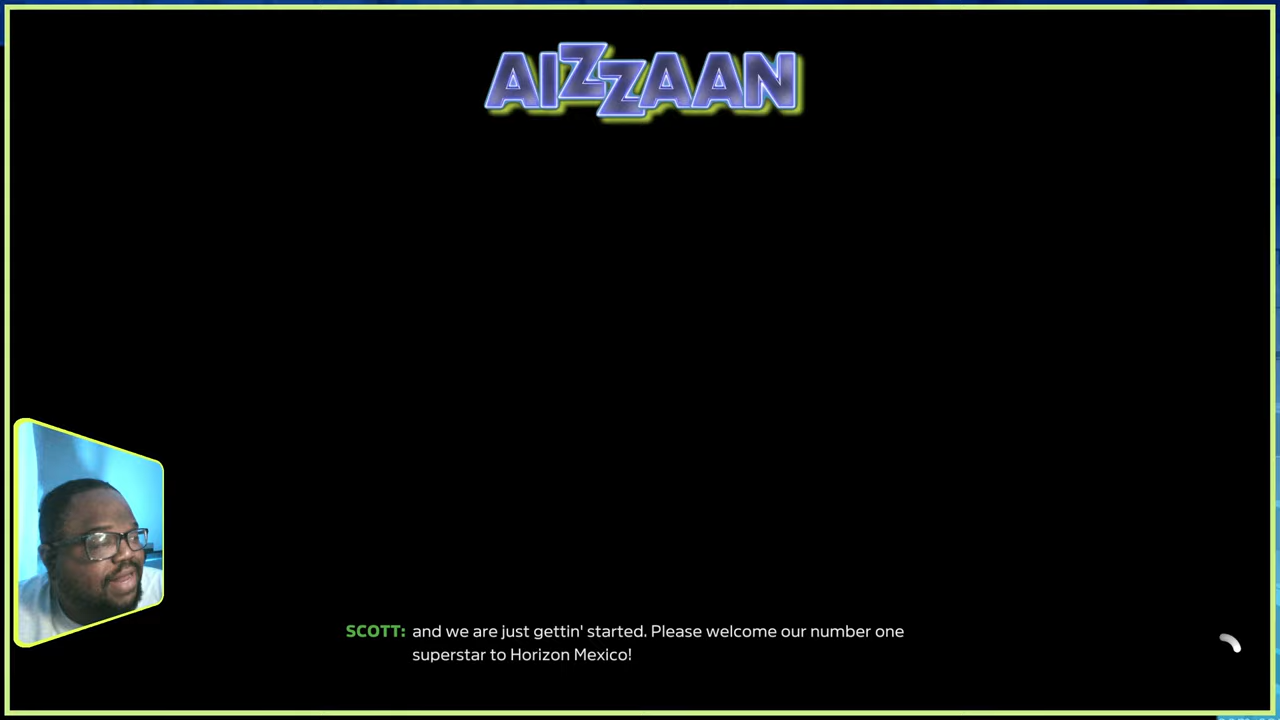 AIZZAAN
SCOTT: and we are just gettin' started. Please welcome our number one
superstar to Horizon Mexico!